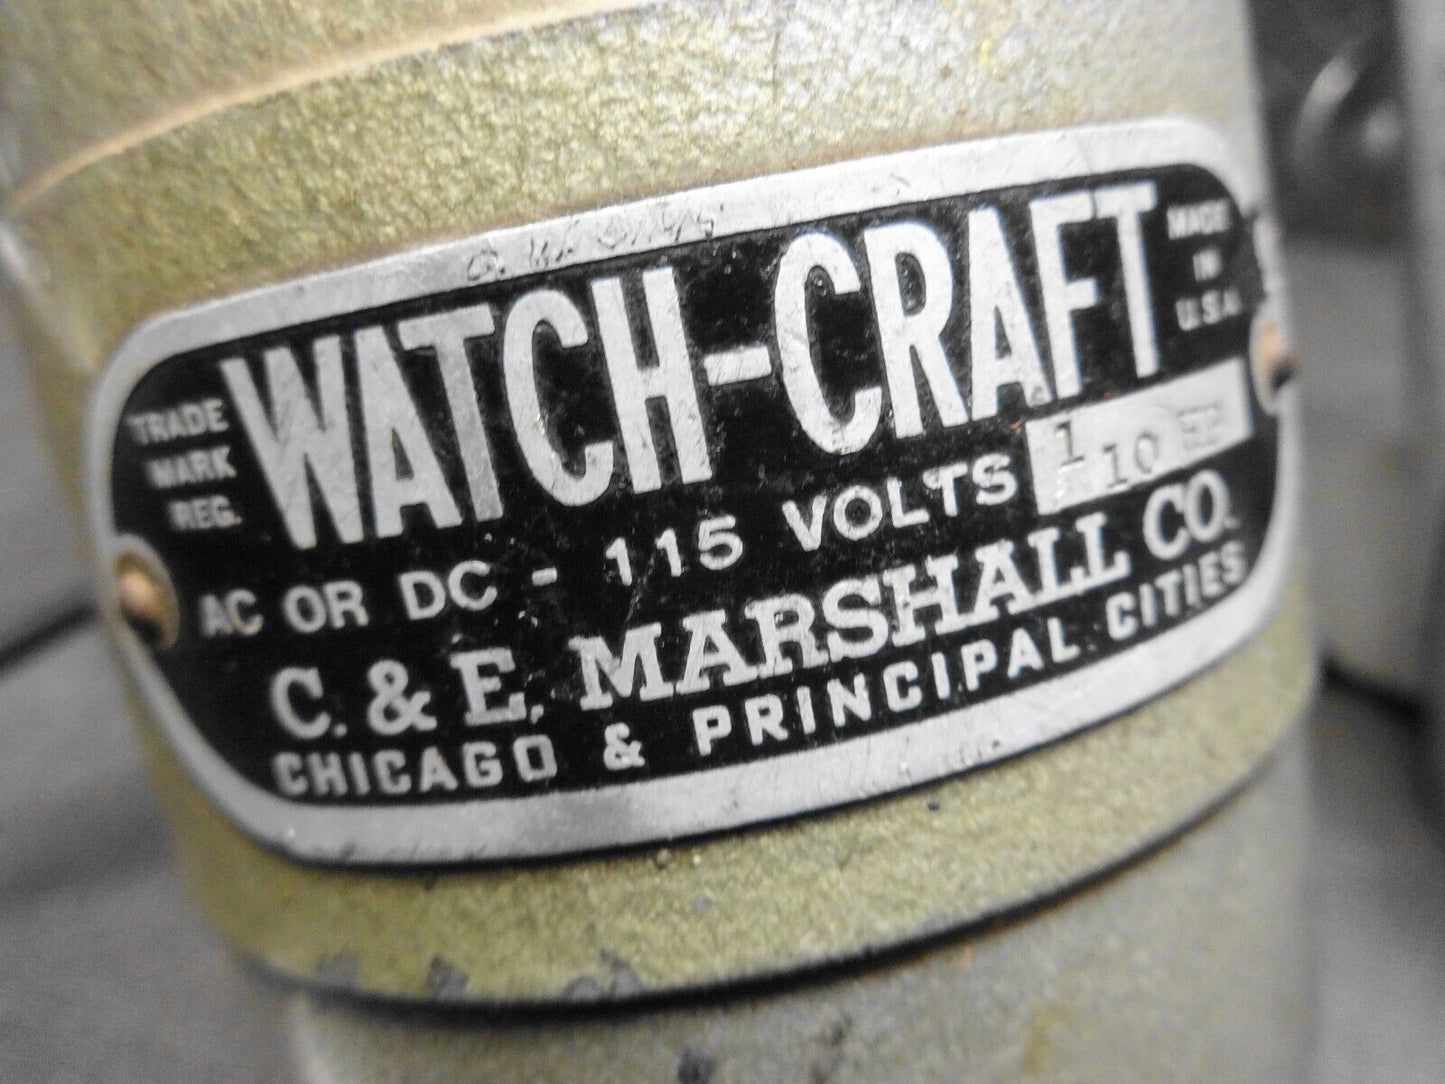 WATCH-CRAFT
TRADE
MARK
REG.
MADE
IN
U.S.A.
AC OR DC - 115 VOLTS 1/10 HP
C. & E. MARSHALL CO.
CHICAGO & PRINCIPAL CITIES